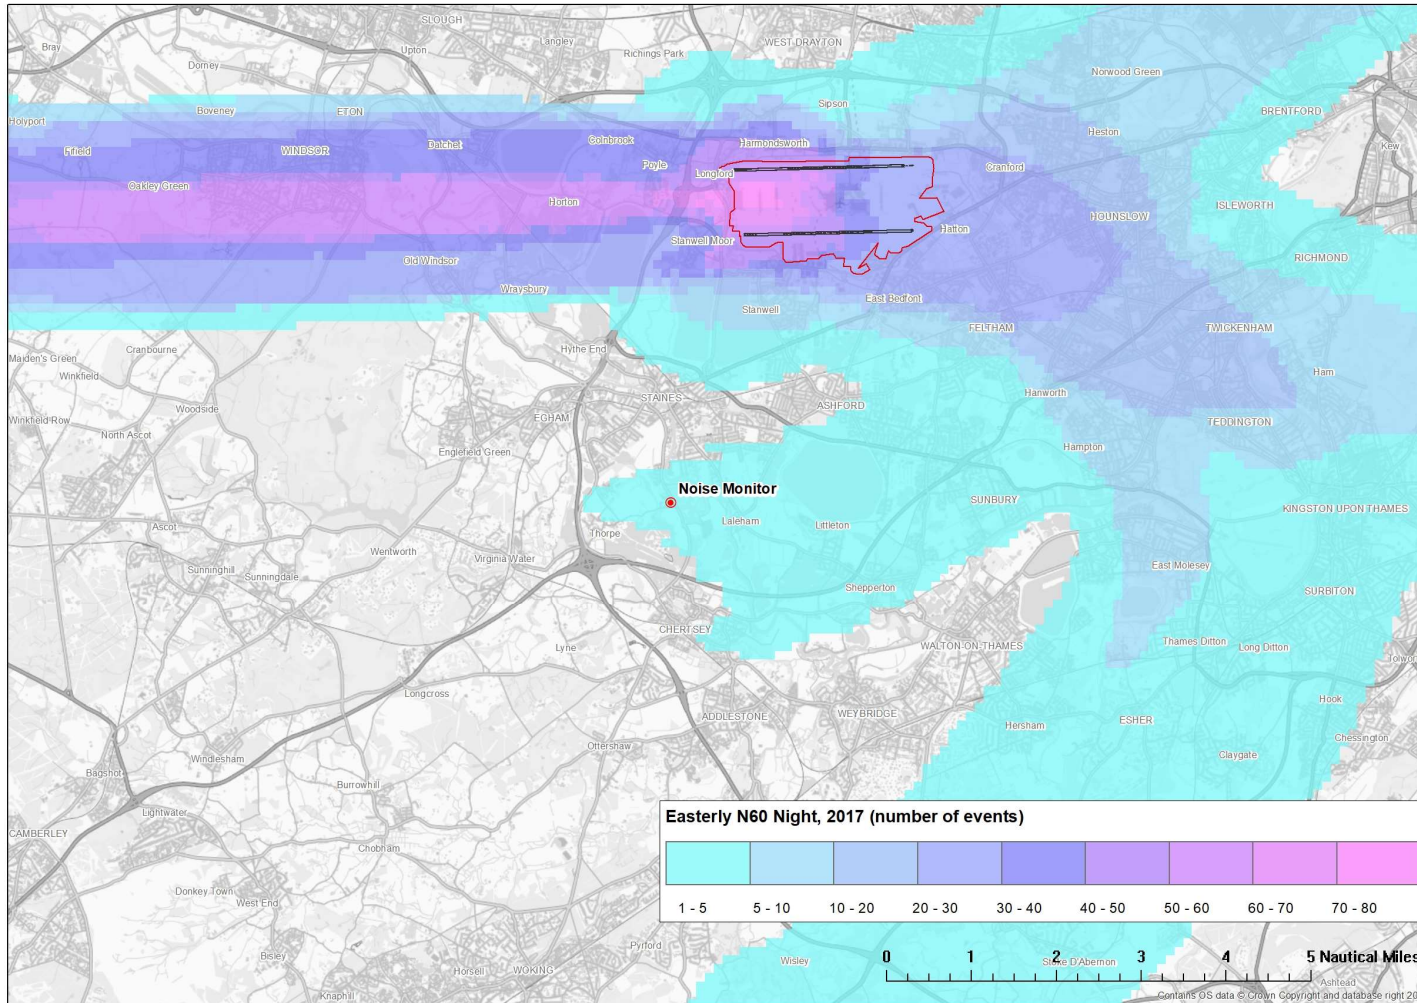 SLOUGH
Bray
Upton
Langley
Richings Park
WEST DRAYTON
Dorney
Norwood Green
Holyport
Boveney
ETON
Sipson
BRENTFORD
Heston
Fifield
WINDSOR
Datchet
Colnbrook
Harmondsworth
Kew
Poyle
Longford
Cranford
Oakley Green
Horton
HOUNSLOW
ISLEWORTH
Hatton
Stanwell Moor
Old Windsor
RICHMOND
Wraysbury
East Bedfont
Stanwell
FELTHAM
TWICKENHAM
Maiden's Green
Cranbourne
Hythe End
Winkfield
Ham
Woodside
STAINES
ASHFORD
Hanworth
Winkfield Row
EGHAM
TEDDINGTON
North Ascot
Englefield Green
Hampton
Noise Monitor
SUNBURY
KINGSTON UPON THAMES
Laleham
Littleton
Ascot
Thorpe
Wentworth
Virginia Water
Sunninghill
Sunningdale
East Molesey
Shepperton
SURBITON
CHERTSEY
Thames Ditton
Long Ditton
Lyne
WALTON-ON-THAMES
Tolwor
Longcross
Hook
ADDLESTONE
WEYBRIDGE
Hersham
ESHER
Chessington
Ottershaw
Claygate
Windlesham
Bagshot
Burrowhill
Lightwater
CAMBERLEY
Chobham
Donkey Town
West End
Easterly N60 Night, 2017 (number of events)
1 - 5 5 - 10 10 - 20 20 - 30 30 - 40 40 - 50 50 - 60 60 - 70 70 - 80
Pyrford
Bisley
Wisley
Stoke D'Abernon
Horsell
WOKING
0 1 2 3 4 5 Nautical Miles
Ashtead
Knaphill
Contains OS data © Crown Copyright and database right 20